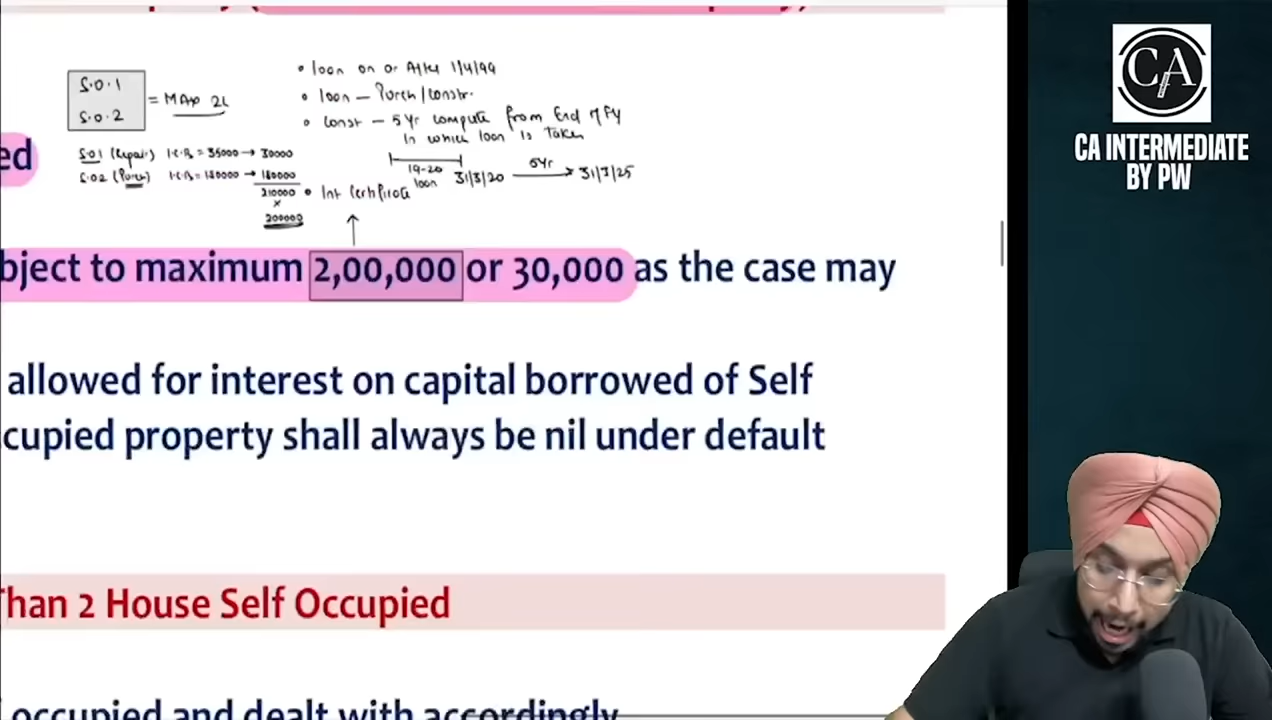 S.O.1
S.O.2
= MAX 2L
• loan on or After 1/4/99
• loan — Purch/constr.
• const — 5 Yr compute from End of FY
in which loan is Taken
19-20
loan
31/3/20
5Yr
31/3/25
• Int Certificate
S.O1 (Repair) I.C.B = 35000 → 30000
S.O2 (Purch) I.C.B = 180000 → 180000
210000
x
200000
ed
bject to maximum 2,00,000 or 30,000 as the case may
allowed for interest on capital borrowed of Self
cupied property shall always be nil under default
Than 2 House Self Occupied
occupied and dealt with accordingly
CA
CA INTERMEDIATE
BY PW